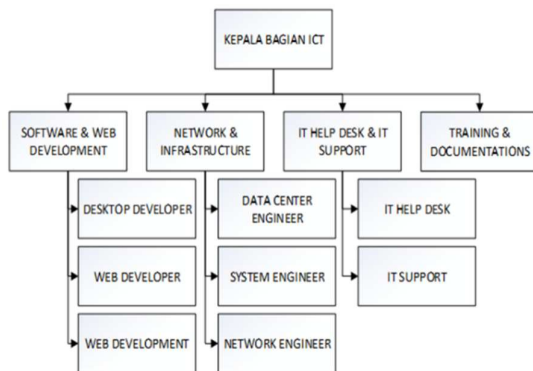 KEPALA BAGIAN ICT
SOFTWARE & WEB
DEVELOPMENT
NETWORK &
INFRASTRUCTURE
IT HELP DESK & IT
SUPPORT
TRAINING &
DOCUMENTATIONS
DESKTOP DEVELOPER
DATA CENTER
ENGINEER
IT HELP DESK
WEB DEVELOPER
SYSTEM ENGINEER
IT SUPPORT
WEB DEVELOPMENT
NETWORK ENGINEER